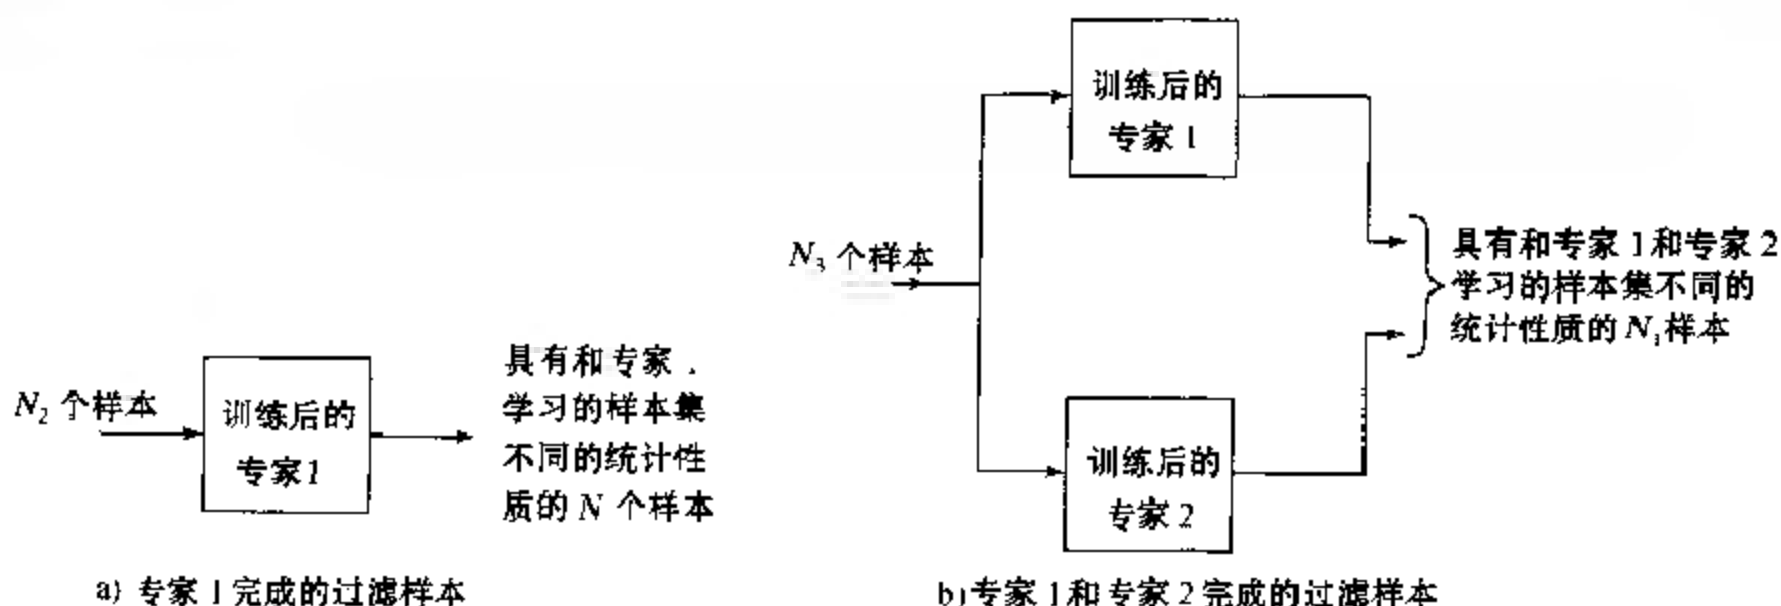 N₂ 个样本
训练后的
专家1
具有和专家
学习的样本集
不同的统计性
质的 N 个样本
a) 专家 1 完成的过滤样本
N₃ 个样本
训练后的
专家 1
训练后的
专家 2
具有和专家 1 和专家 2
学习的样本集不同的
统计性质的 N₁样本
b)专家 1和专家 2 完成的过滤样本